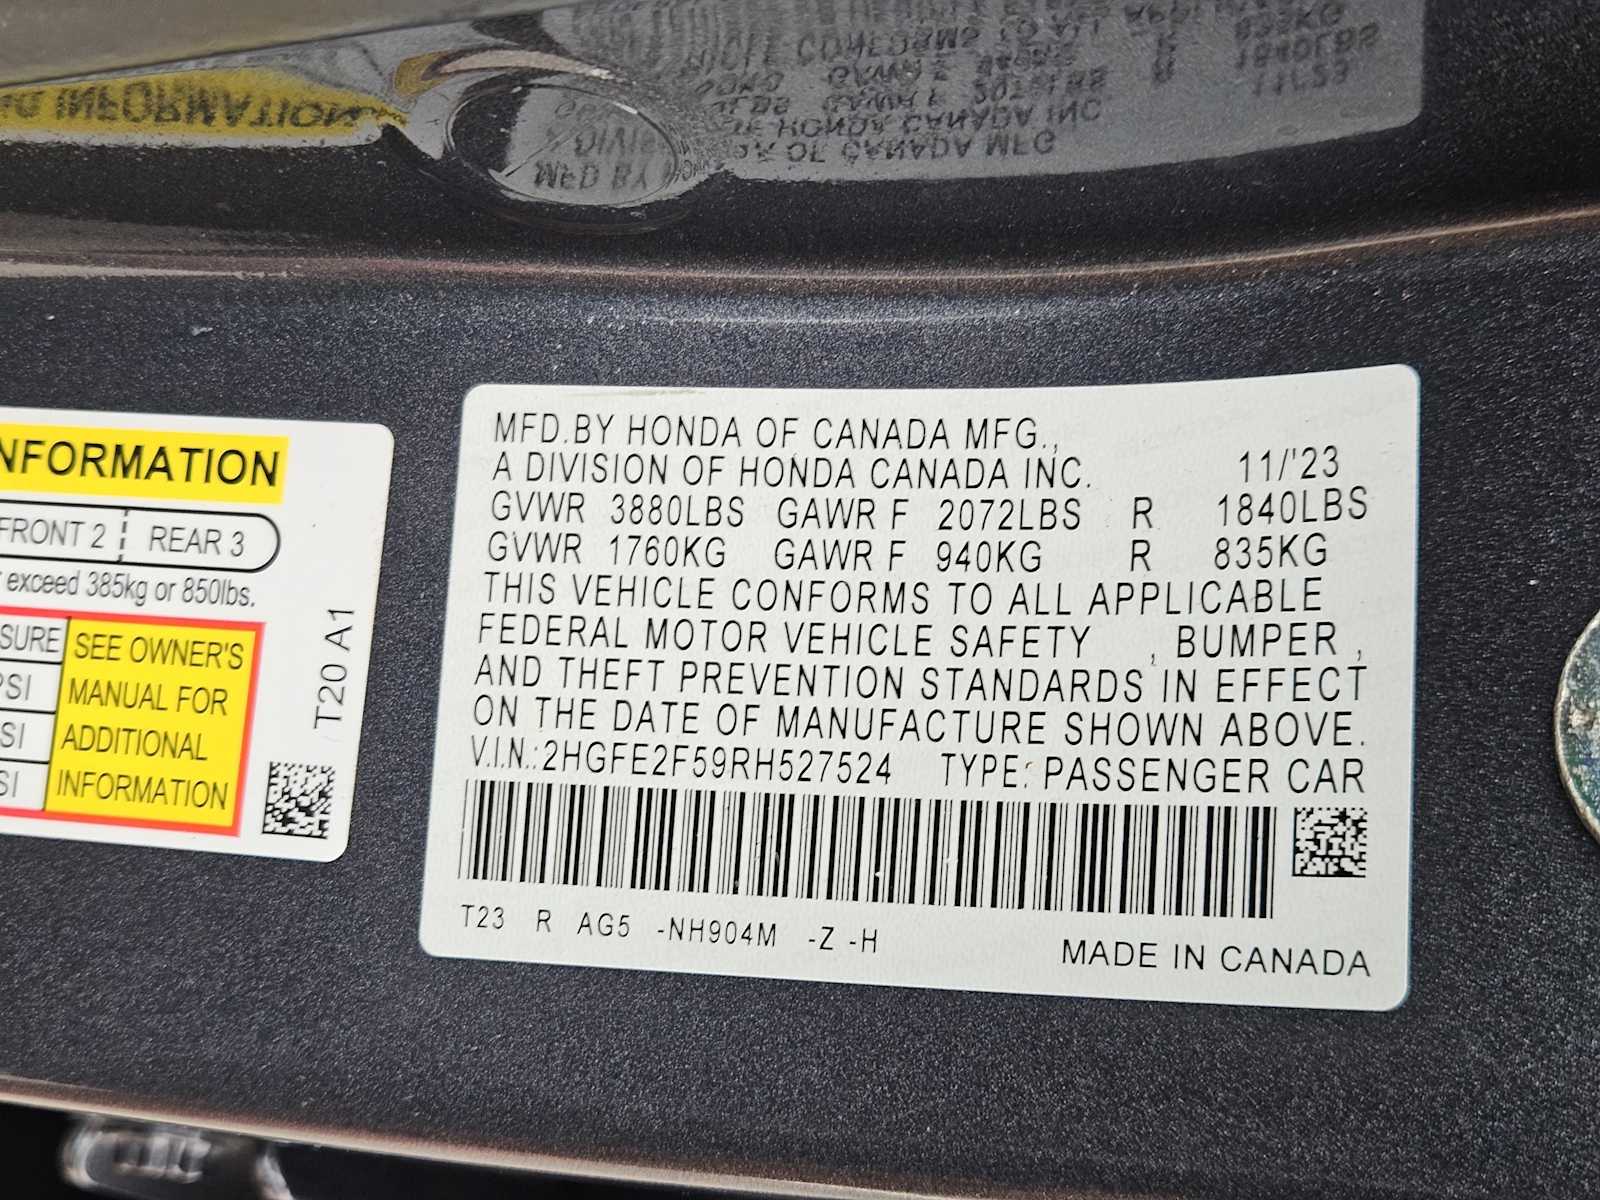 NFORMATION
FRONT 2 REAR 3
exceed 385kg or 850lbs.
SURE
PSI
SI
SI
SEE OWNER'S
MANUAL FOR
ADDITIONAL
INFORMATION
T20 A1
MFD.BY HONDA OF CANADA MFG.,
A DIVISION OF HONDA CANADA INC. 11/'23
GVWR 3880LBS GAWR F 2072LBS R 1840LBS
GVWR 1760KG GAWR F 940KG R 835KG
THIS VEHICLE CONFORMS TO ALL APPLICABLE
FEDERAL MOTOR VEHICLE SAFETY , BUMPER ,
AND THEFT PREVENTION STANDARDS IN EFFECT
ON THE DATE OF MANUFACTURE SHOWN ABOVE.
V.I.N.: 2HGFE2F59RH527524 TYPE: PASSENGER CAR
T23 R AG5 -NH904M -Z -H
MADE IN CANADA